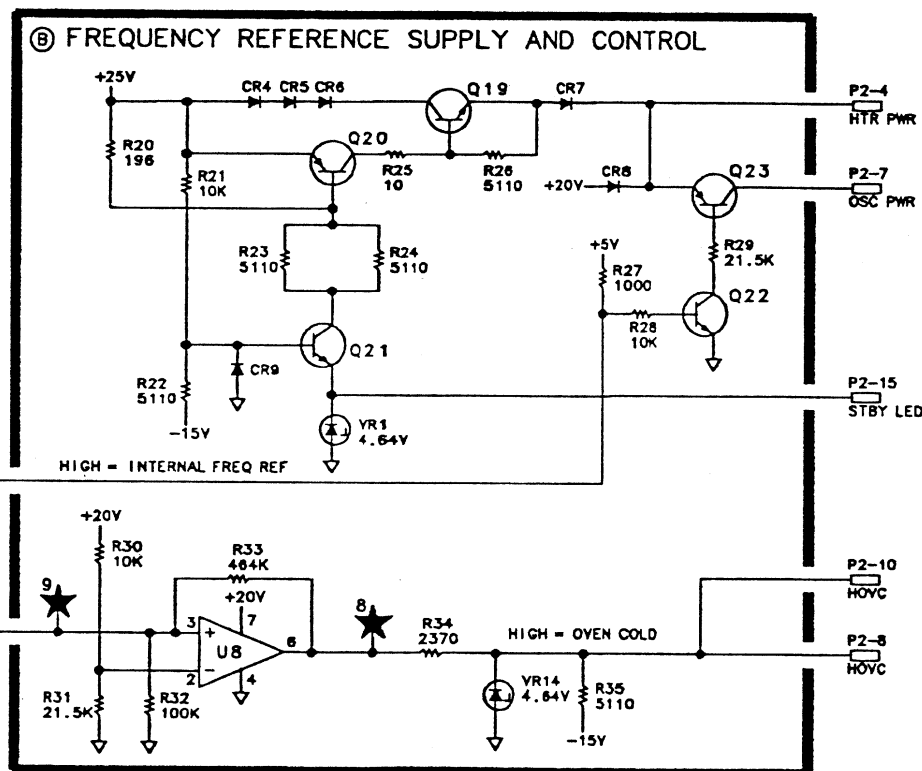 B FREQUENCY REFERENCE SUPPLY AND CONTROL
+25V
CR4 CR5 CR6
Q19
CR7
P2-4
HTR PWR
R20
196
R21
10K
Q20
R25
10
R26
5110
CR8
+20V
Q23
P2-7
OSC PWR
R23
5110
R24
5110
+5V
R27
1000
R29
21.5K
Q22
R28
10K
Q21
CR9
R22
5110
-15V
VR1
4.64V
P2-15
STBY LED
HIGH = INTERNAL FREQ REF
+20V
R30
10K
R33
464K
+20V
9
8
3
+
7
U8
6
-
2
4
R34
2370
HIGH = OVEN COLD
P2-10
HOVC
P2-8
HOVC
R31
21.5K
R32
100K
VR14
4.64V
R35
5110
-15V